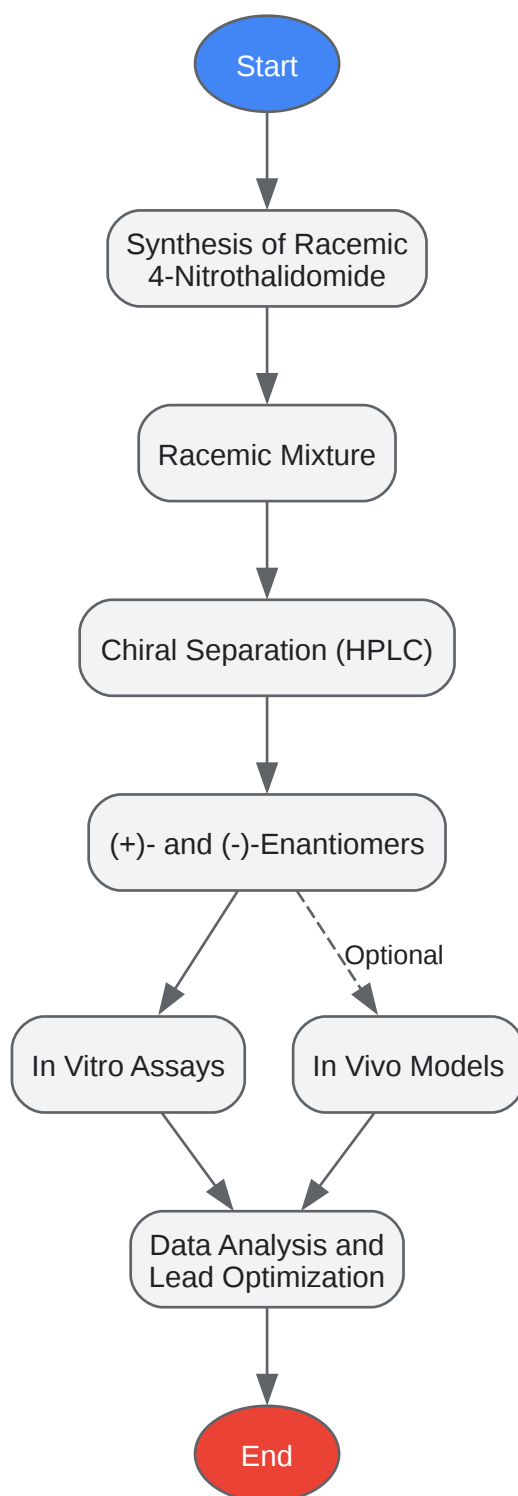 Start
Synthesis of Racemic
4-Nitrothalidomide
Racemic Mixture
Chiral Separation (HPLC)
(+)- and (-)-Enantiomers
Optional
In Vitro Assays
In Vivo Models
Data Analysis and
Lead Optimization
End